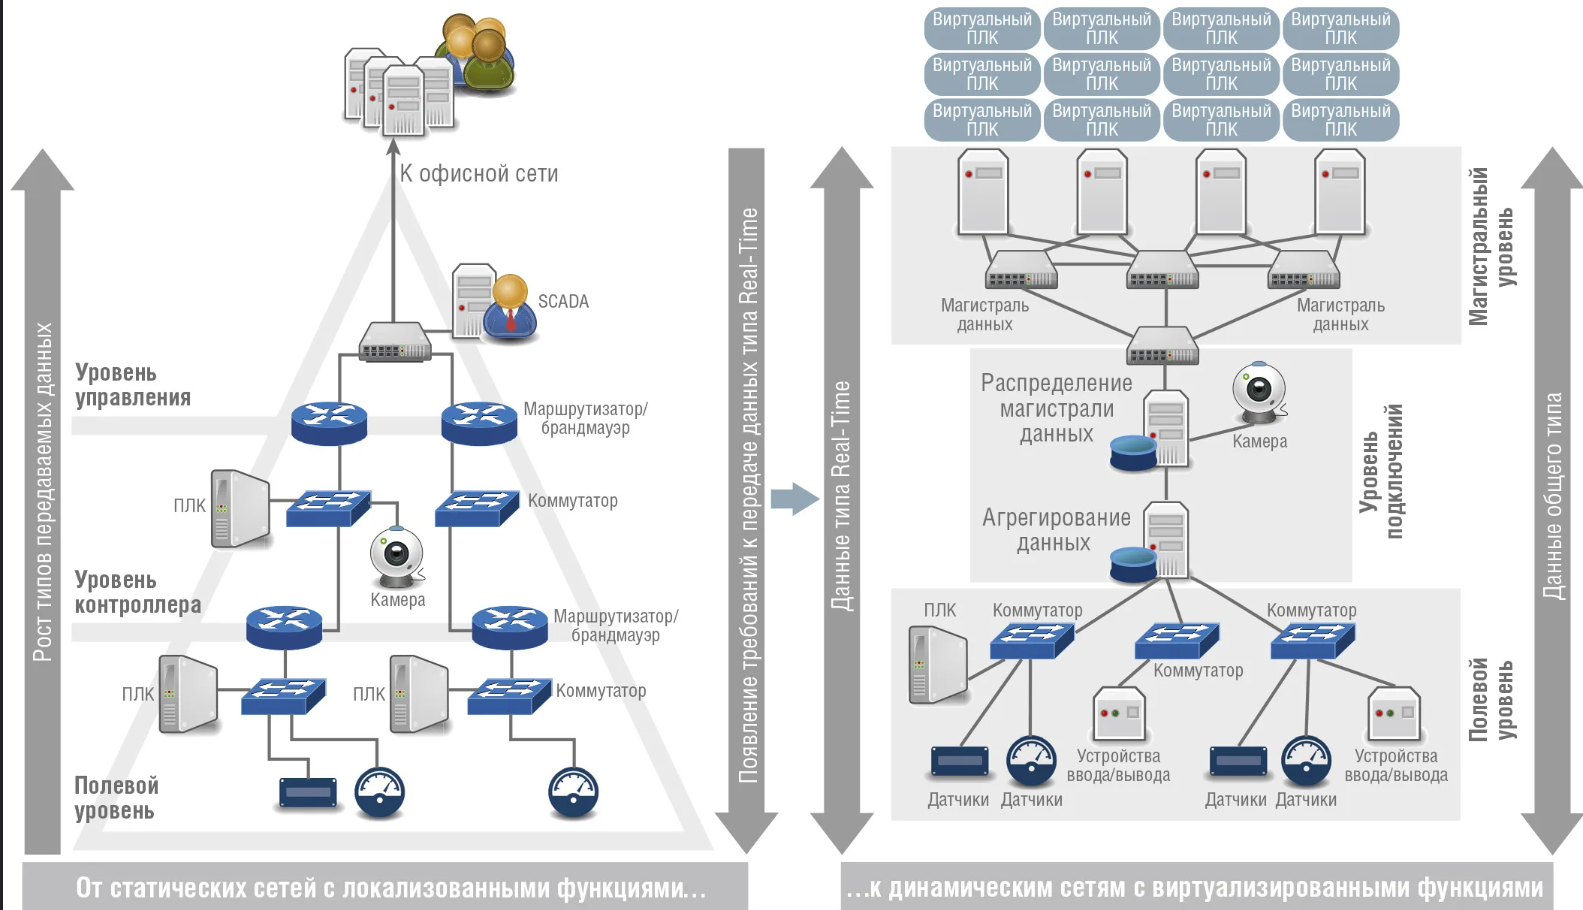 Виртуальный
ПЛК
Виртуальный
ПЛК
Виртуальный
ПЛК
Виртуальный
ПЛК
Виртуальный
ПЛК
Виртуальный
ПЛК
Виртуальный
ПЛК
Виртуальный
ПЛК
Виртуальный
ПЛК
Виртуальный
ПЛК
Виртуальный
ПЛК
Виртуальный
ПЛК
Рост типов передаваемых данных
К офисной сети
SCADA
Уровень
управления
Маршрутизатор/
брандмауэр
ПЛК
Коммутатор
Камера
Уровень
контроллера
Маршрутизатор/
брандмауэр
ПЛК
ПЛК
Коммутатор
Полевой
уровень
Появление требований к передаче данных типа Real-Time
От статических сетей с локализованными функциями...
Данные типа Real-Time
Магистраль
данных
Магистраль
данных
Магистральный
уровень
Распределение
магистрали
данных
Камера
Агрегирование
данных
Уровень
подключений
ПЛК
Коммутатор
Коммутатор
Коммутатор
Устройства
ввода/вывода
Устройства
ввода/вывода
Датчики
Датчики
Датчики
Датчики
Полевой
уровень
Данные общего типа
...к динамическим сетям с виртуализированными функциями